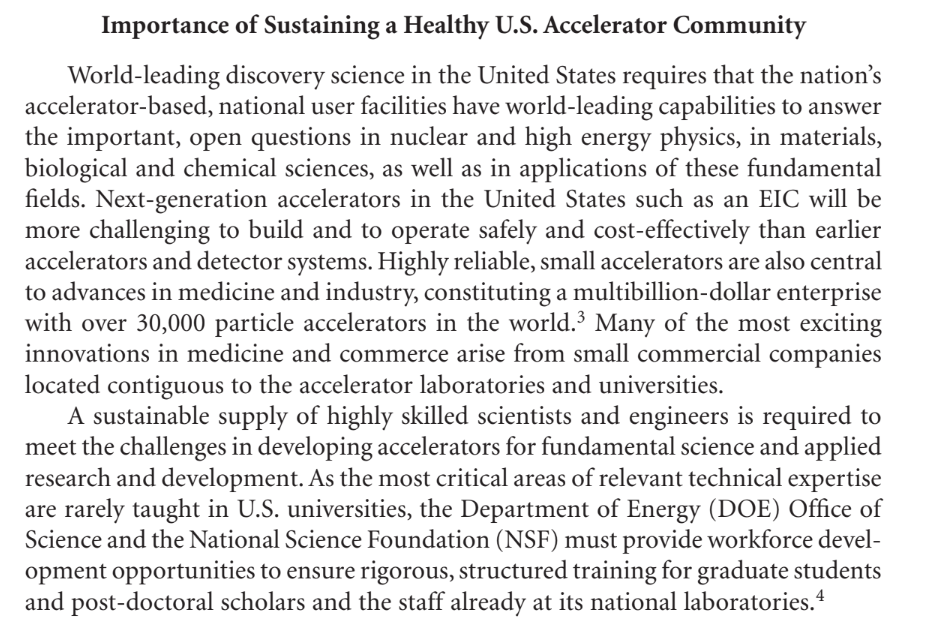 Importance of Sustaining a Healthy U.S. Accelerator Community
World-leading discovery science in the United States requires that the nation’s
accelerator-based, national user facilities have world-leading capabilities to answer
the important, open questions in nuclear and high energy physics, in materials,
biological and chemical sciences, as well as in applications of these fundamental
fields. Next-generation accelerators in the United States such as an EIC will be
more challenging to build and to operate safely and cost-effectively than earlier
accelerators and detector systems. Highly reliable, small accelerators are also central
to advances in medicine and industry, constituting a multibillion-dollar enterprise
with over 30,000 particle accelerators in the world.³ Many of the most exciting
innovations in medicine and commerce arise from small commercial companies
located contiguous to the accelerator laboratories and universities.
A sustainable supply of highly skilled scientists and engineers is required to
meet the challenges in developing accelerators for fundamental science and applied
research and development. As the most critical areas of relevant technical expertise
are rarely taught in U.S. universities, the Department of Energy (DOE) Office of
Science and the National Science Foundation (NSF) must provide workforce devel-
opment opportunities to ensure rigorous, structured training for graduate students
and post-doctoral scholars and the staff already at its national laboratories.⁴